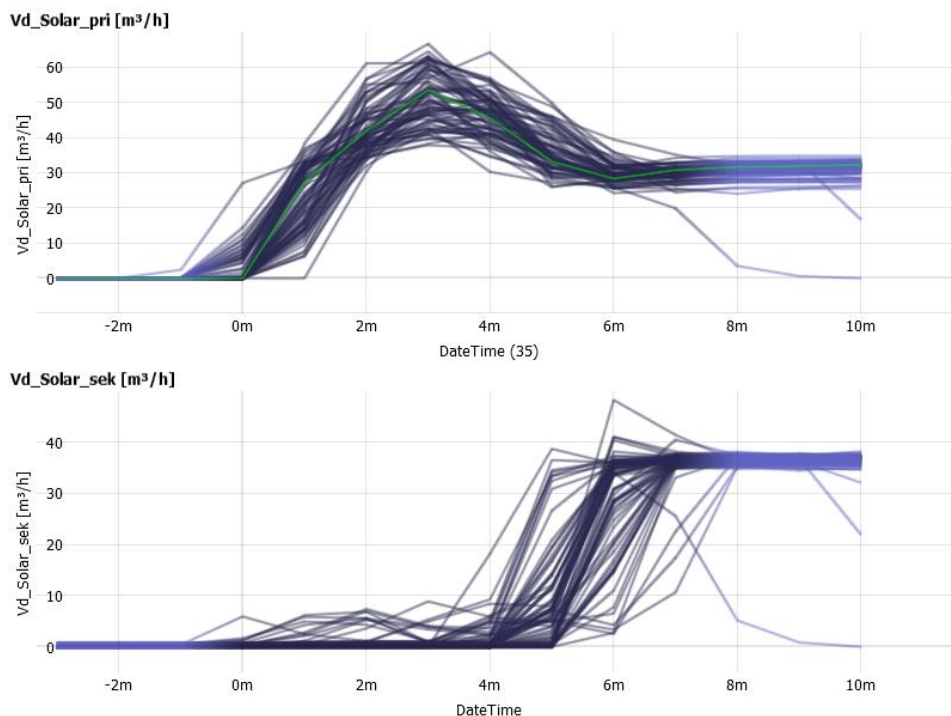 Vd_Solar_pri [m³/h]
60
50
40
30
20
10
0
Vd_Solar_pri [m³/h]
-2m 0m 2m 4m 6m 8m 10m
DateTime (35)
Vd_Solar_sek [m³/h]
40
30
20
10
0
Vd_Solar_sek [m³/h]
-2m 0m 2m 4m 6m 8m 10m
DateTime